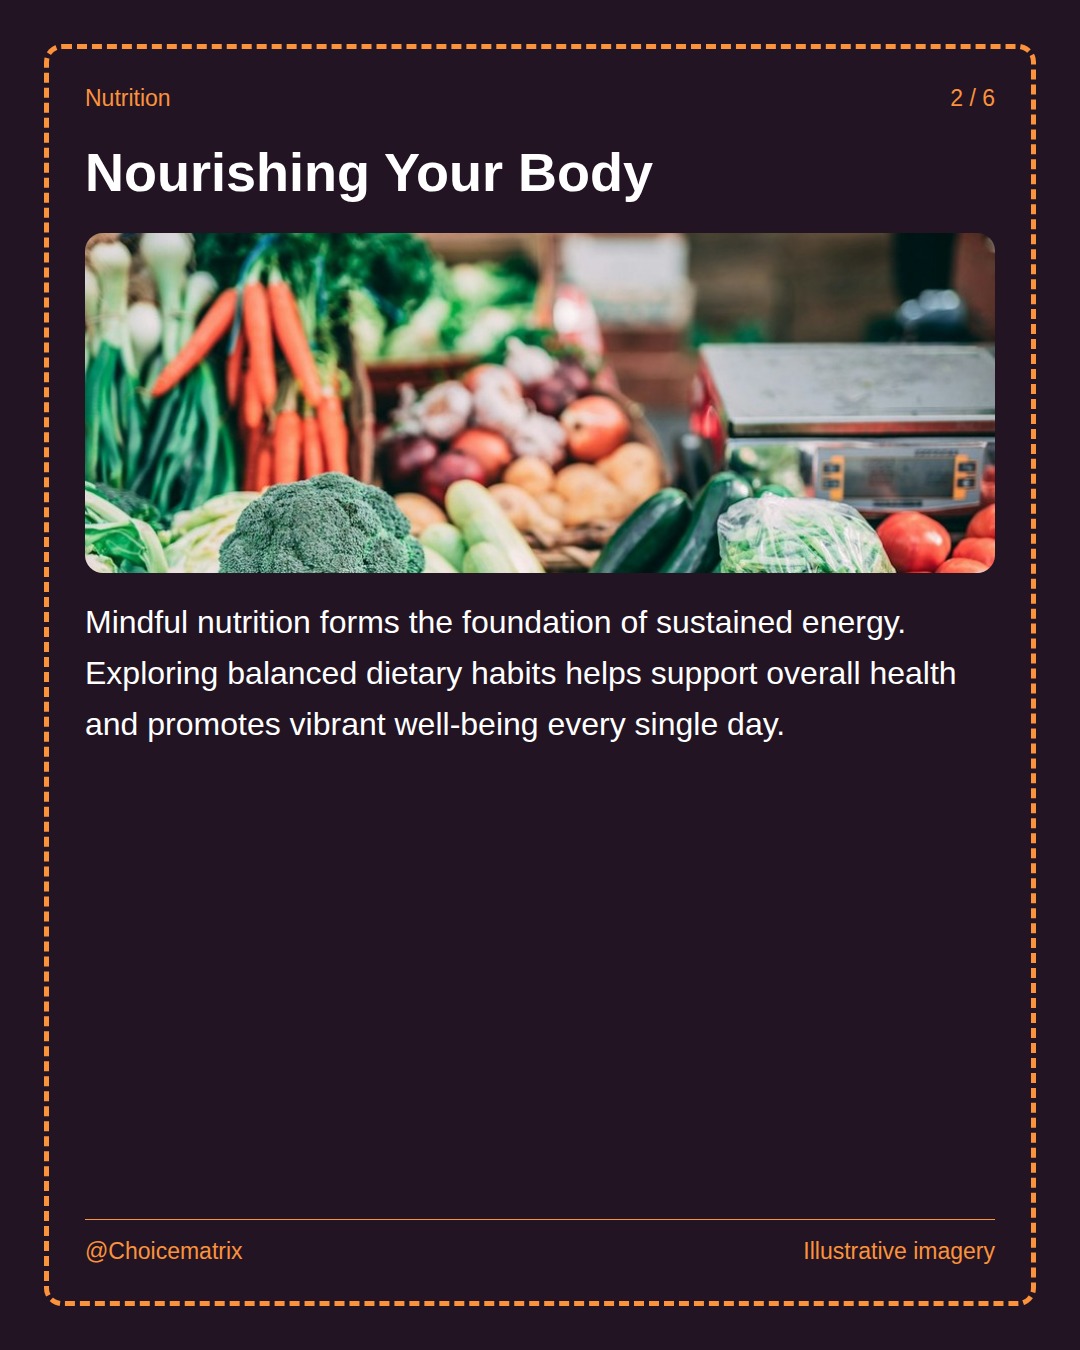 Nutrition
2 / 6
Nourishing Your Body
Mindful nutrition forms the foundation of sustained energy.
Exploring balanced dietary habits helps support overall health
and promotes vibrant well-being every single day.
@Choicematrix
Illustrative imagery